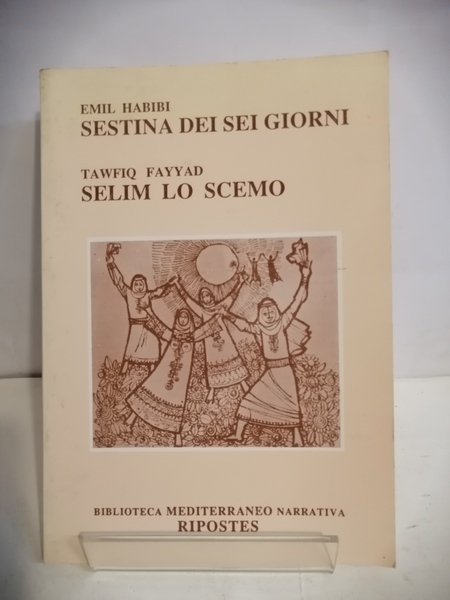 EMIL HABIBI
SESTINA DEI SEI GIORNI
TAWFIQ FAYYAD
SELIM LO SCEMO
BIBLIOTECA MEDITERRANEO NARRATIVA
RIPOSTES